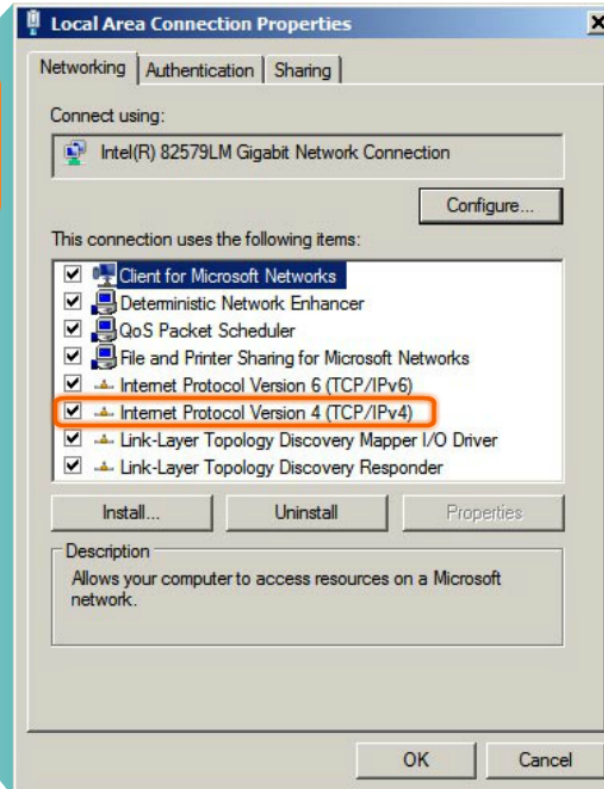 Local Area Connection Properties
Networking Authentication Sharing
Connect using:
Intel(R) 82579LM Gigabit Network Connection
Configure...
This connection uses the following items:
Client for Microsoft Networks
Deterministic Network Enhancer
QoS Packet Scheduler
File and Printer Sharing for Microsoft Networks
Internet Protocol Version 6 (TCP/IPv6)
Internet Protocol Version 4 (TCP/IPv4)
Link-Layer Topology Discovery Mapper I/O Driver
Link-Layer Topology Discovery Responder
Install... Uninstall Properties
Description
Allows your computer to access resources on a Microsoft
network.
OK Cancel